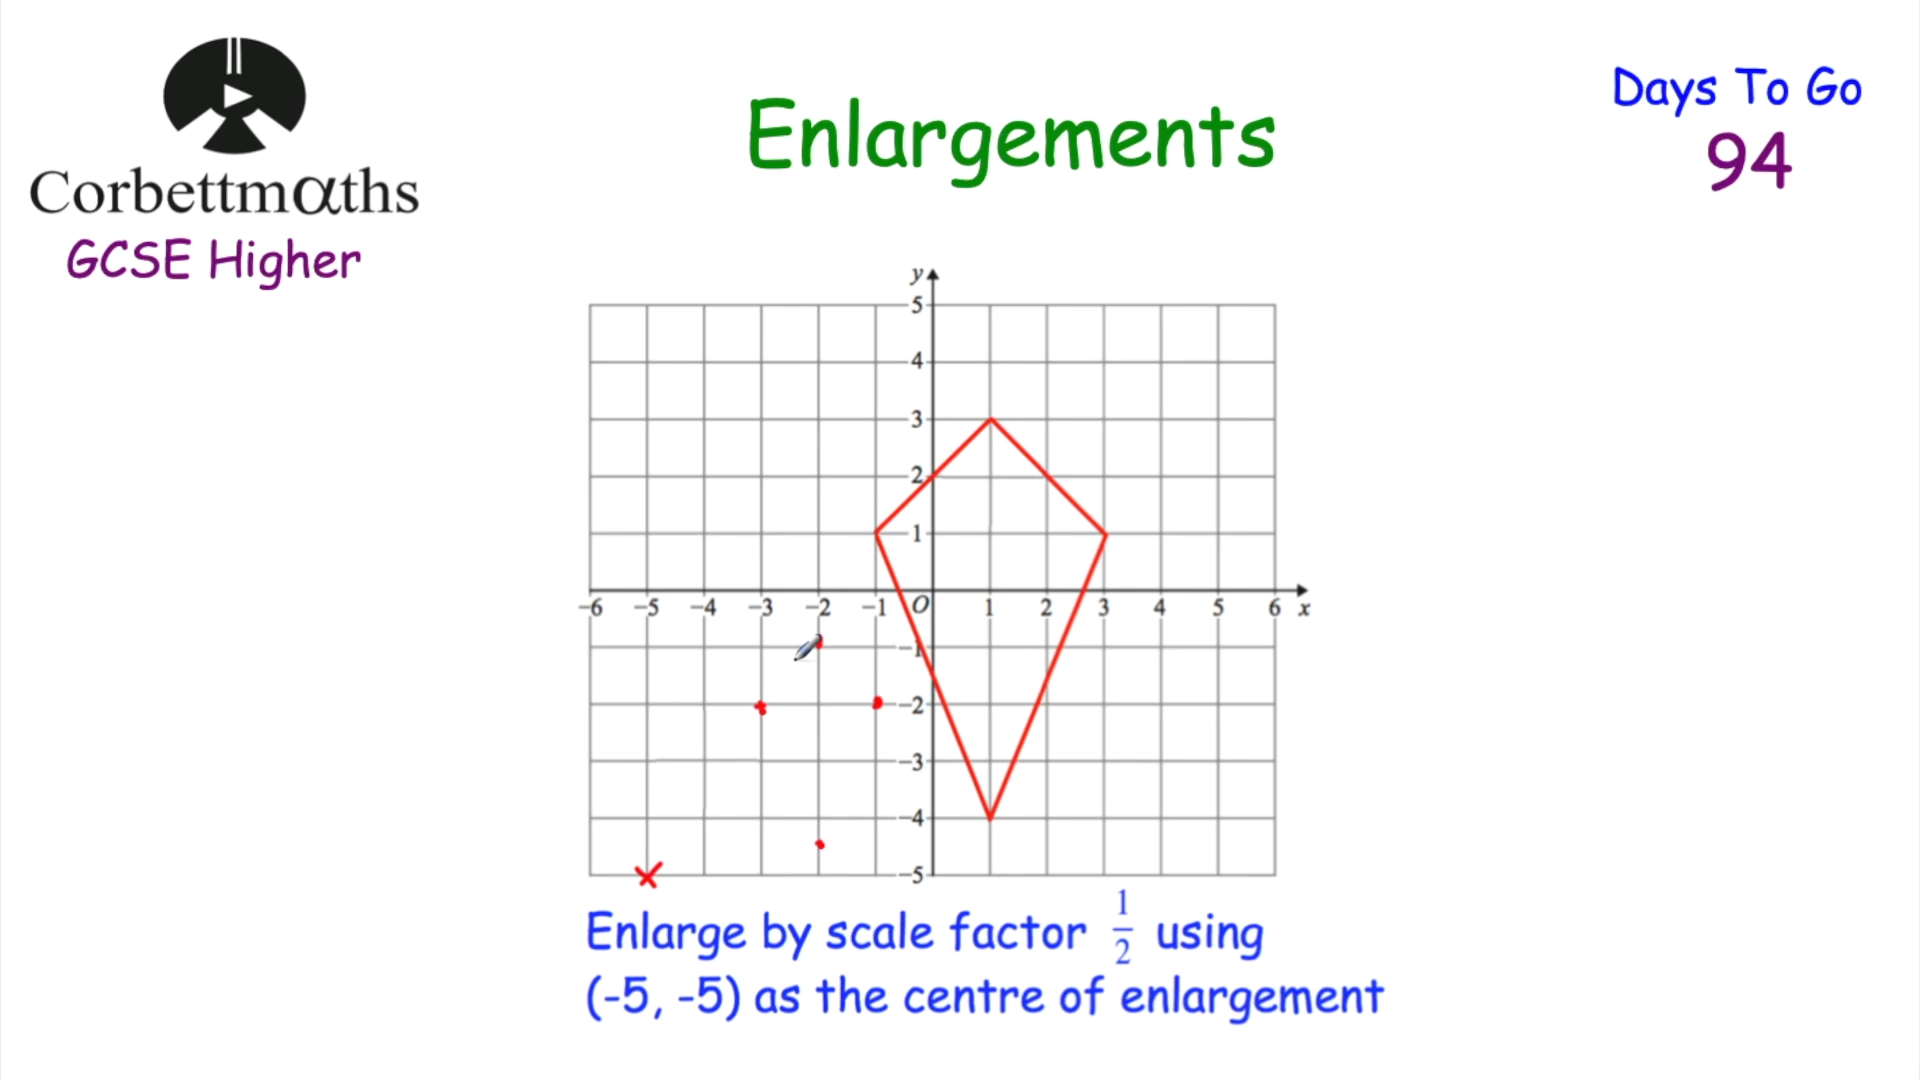 Corbettmαths
GCSE Higher
Enlargements
Days To Go
94
y
5
4
3
2
1
−6 −5 −4 −3 −2 −1 O 1 2 3 4 5 6 x
−1
−2
−3
−4
−5
Enlarge by scale factor 1/2 using
(-5, -5) as the centre of enlargement